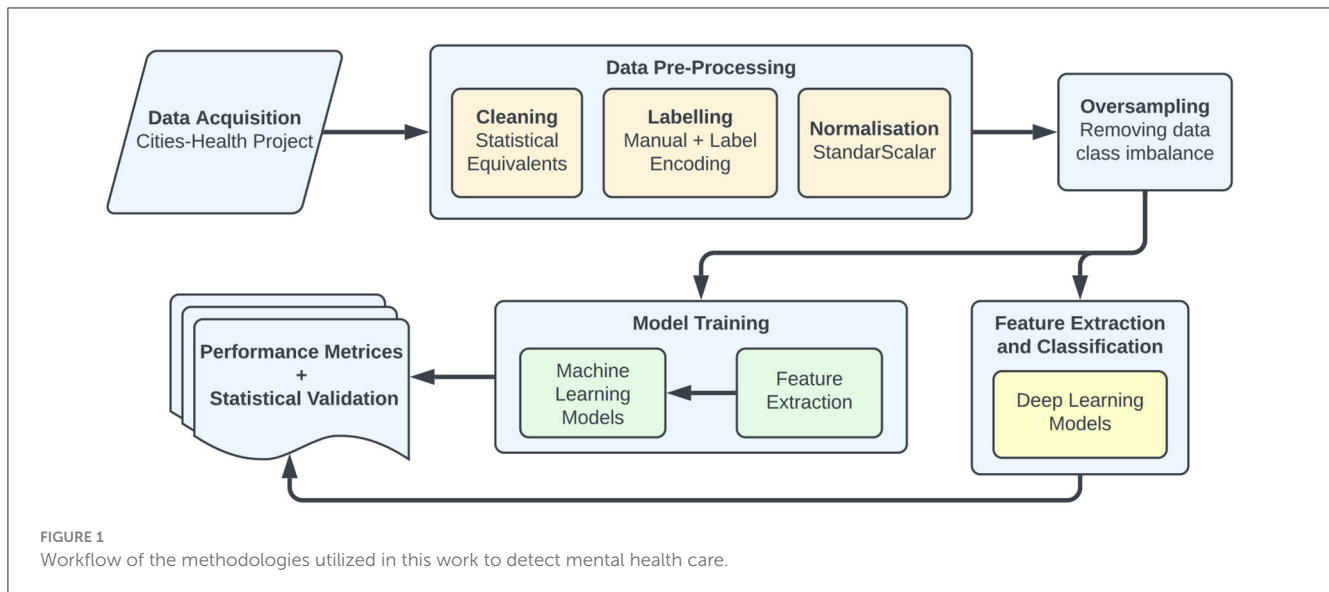 Data Acquisition
Cities-Health Project
Data Pre-Processing
Cleaning
Statistical
Equivalents
Labelling
Manual + Label
Encoding
Normalisation
StandarScalar
Oversampling
Removing data
class imbalance
Performance Metrices
+
Statistical Validation
Model Training
Machine
Learning
Models
Feature
Extraction
Feature Extraction
and Classification
Deep Learning
Models
FIGURE 1
Workflow of the methodologies utilized in this work to detect mental health care.